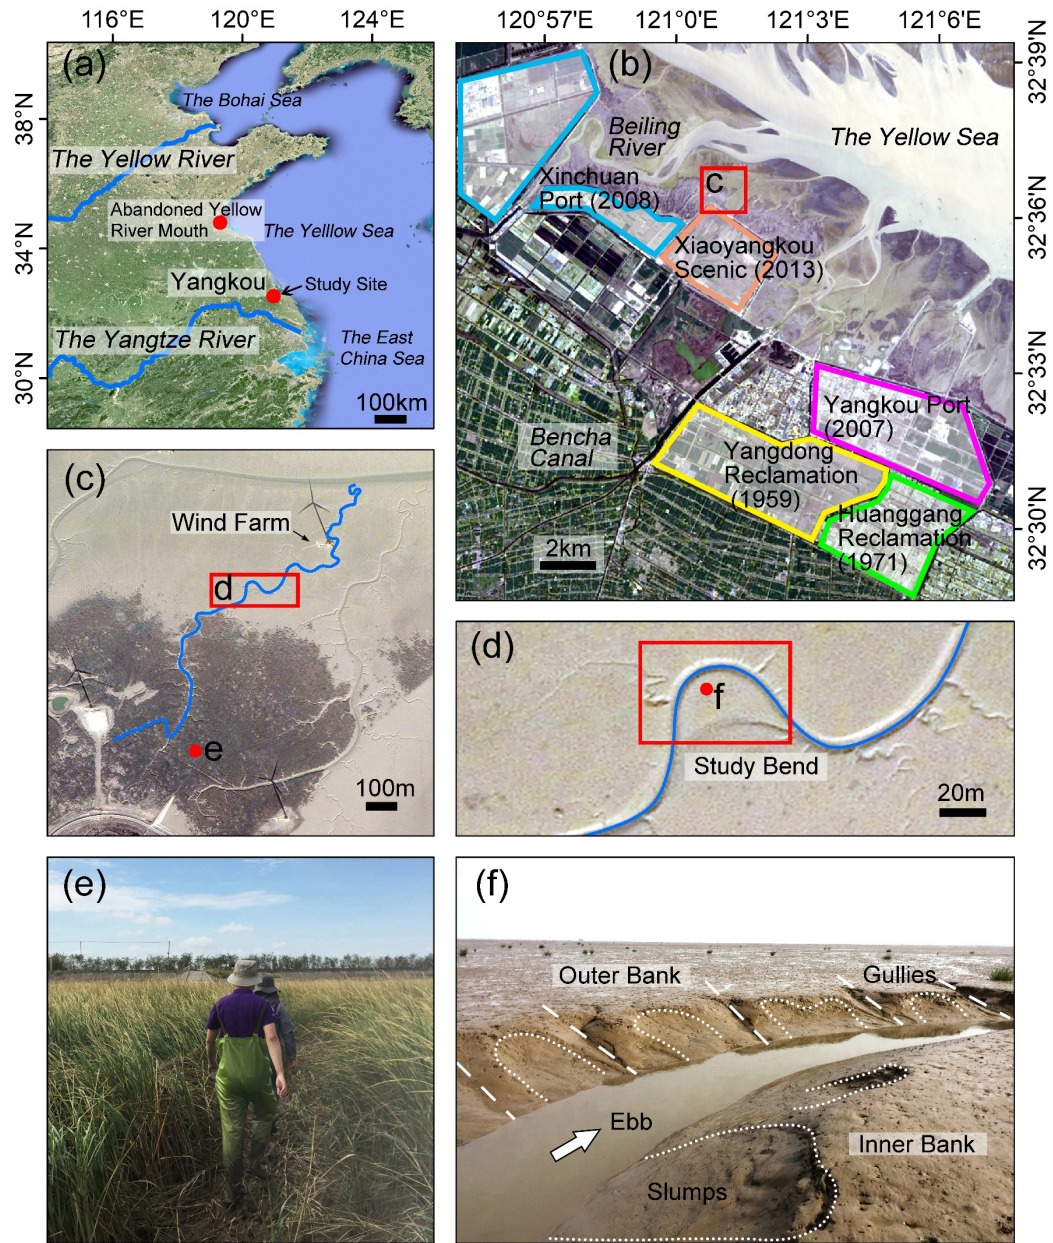 116°E 120°E 124°E
38°N
34°N
30°N
(a)
The Bohai Sea
The Yellow River
Abandoned Yellow
River Mouth
The Yelllow Sea
Yangkou
Study Site
The Yangtze River
The East
China Sea
100km
120°57'E 121°0'E 121°3'E 121°6'E
32°39'N
32°36'N
32°33'N
32°30'N
(b)
Beiling
River
The Yellow Sea
Xinchuan
Port (2008)
c
Xiaoyangkou
Scenic (2013)
Yangkou Port
(2007)
Bencha
Canal
Yangdong
Reclamation
(1959)
Huanggang
Reclamation
(1971)
2km
(c)
Wind Farm
d
e
100m
(d)
f
Study Bend
20m
(e)
(f)
Outer Bank
Gullies
Ebb
Inner Bank
Slumps